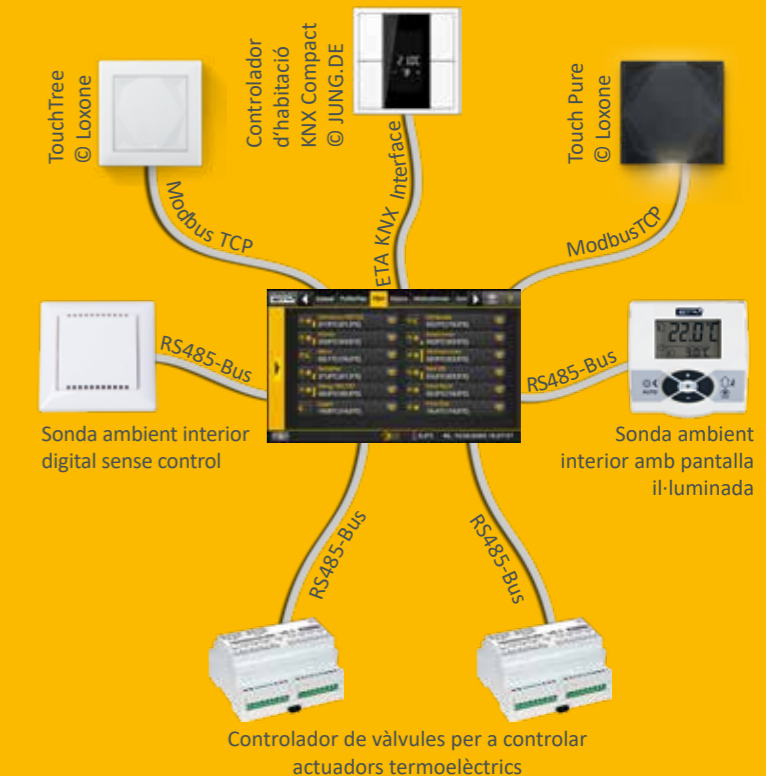 TouchTree
© Loxone
Controlador
d‘habitació
KNX Compact
© JUNG.DE
Touch Pure
© Loxone
Modbus TCP
ETA KNX Interface
ModbusTCP
RS485-Bus
RS485-Bus
22.0°C
AUTO
Sonda ambient interior
digital sense control
Sonda ambient
interior amb pantalla
il·luminada
RS485-Bus
RS485-Bus
Controlador de vàlvules per a controlar
actuadors termoelèctrics